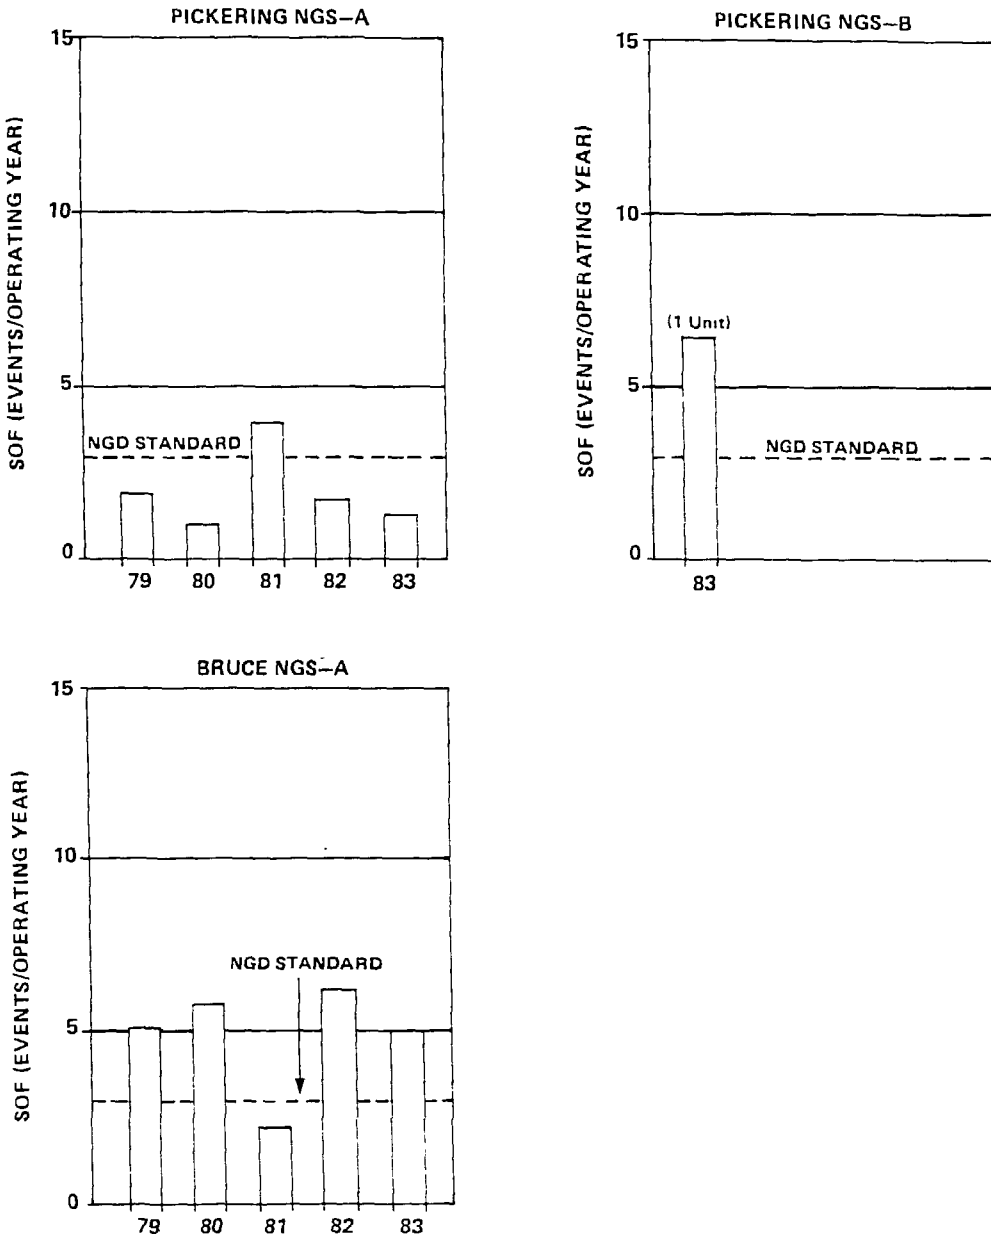 PICKERING NGS–A
SOF (EVENTS/OPERATING YEAR)
15
10
5
0
NGD STANDARD
79 80 81 82 83
PICKERING NGS–B
SOF (EVENTS/OPERATING YEAR)
15
10
5
0
(1 Unit)
NGD STANDARD
83
BRUCE NGS–A
SOF (EVENTS/OPERATING YEAR)
15
10
5
0
NGD STANDARD
79 80 81 82 83